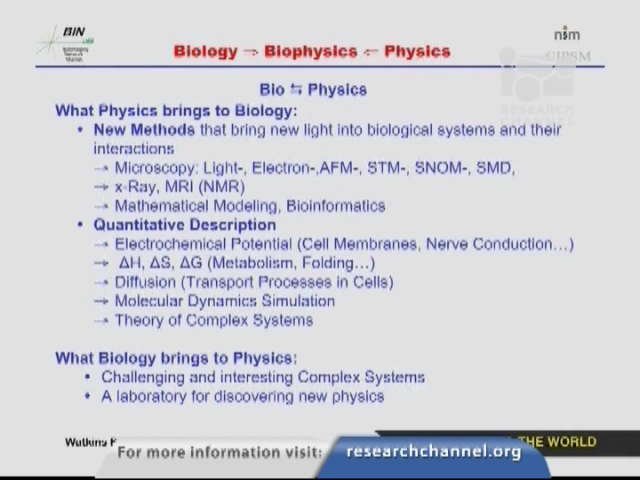 BIN
nim
CIPSM
Biology → Biophysics ← Physics
RESEARCH
CHANNEL
Bio ⇆ Physics
What Physics brings to Biology:
• New Methods that bring new light into biological systems and their
interactions
→ Microscopy: Light-, Electron-,AFM-, STM-, SNOM-, SMD,
→ x-Ray, MRI (NMR)
→ Mathematical Modeling, Bioinformatics
• Quantitative Description
→ Electrochemical Potential (Cell Membranes, Nerve Conduction…)
→ ΔH, ΔS, ΔG (Metabolism, Folding…)
→ Diffusion (Transport Processes in Cells)
→ Molecular Dynamics Simulation
→ Theory of Complex Systems
What Biology brings to Physics:
• Challenging and interesting Complex Systems
• A laboratory for discovering new physics
Watkins
THE WORLD
For more information visit: researchchannel.org